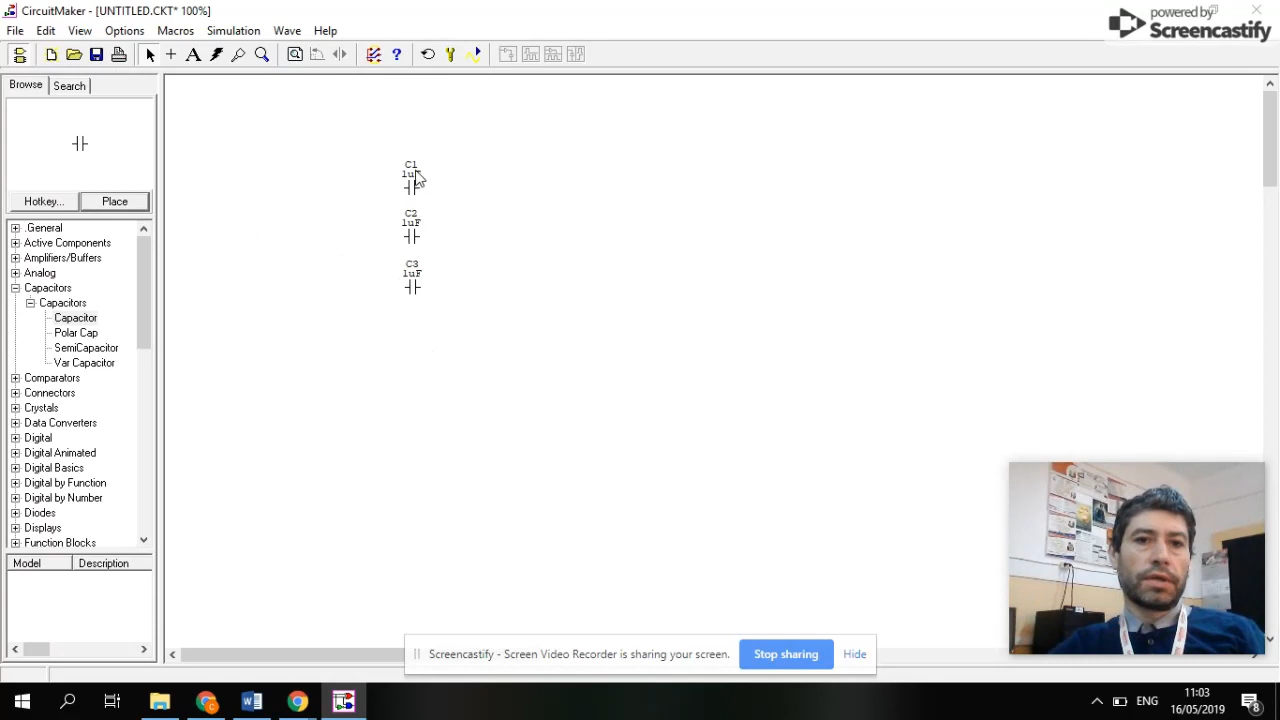 CircuitMaker - [UNTITLED.CKT* 100%]
powered by
Screencastify
File Edit View Options Macros Simulation Wave Help
Browse Search
Hotkey... Place
.General
Active Components
Amplifiers/Buffers
Analog
Capacitors
Capacitors
Capacitor
Polar Cap
SemiCapacitor
Var Capacitor
Comparators
Connectors
Crystals
Data Converters
Digital
Digital Animated
Digital Basics
Digital by Function
Digital by Number
Diodes
Displays
Function Blocks
Model Description
C1
1u
C2
1uF
C3
1uF
Screencastify - Screen Video Recorder is sharing your screen. Stop sharing Hide
ENG
11:03
16/05/2019
8